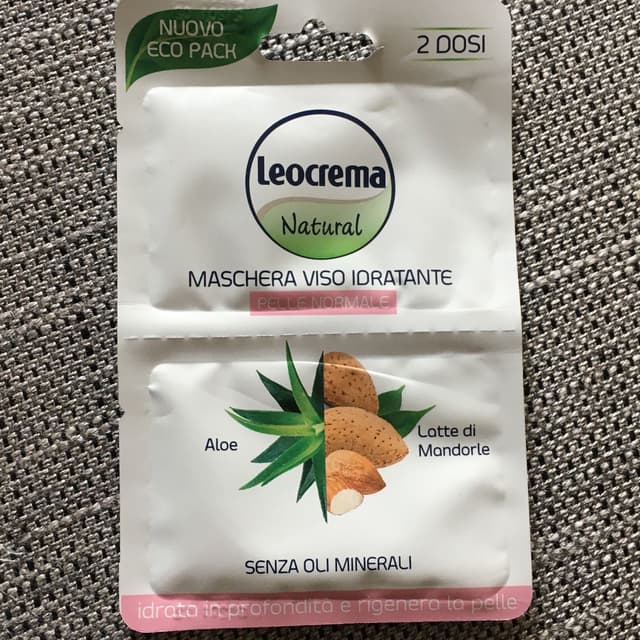 NUOVO
ECO PACK
2 DOSI
Leocrema
Natural
MASCHERA VISO IDRATANTE
PELLE NORMALE
Aloe
Latte di
Mandorle
SENZA OLI MINERALI
idrata in profondità e rigenera la pelle